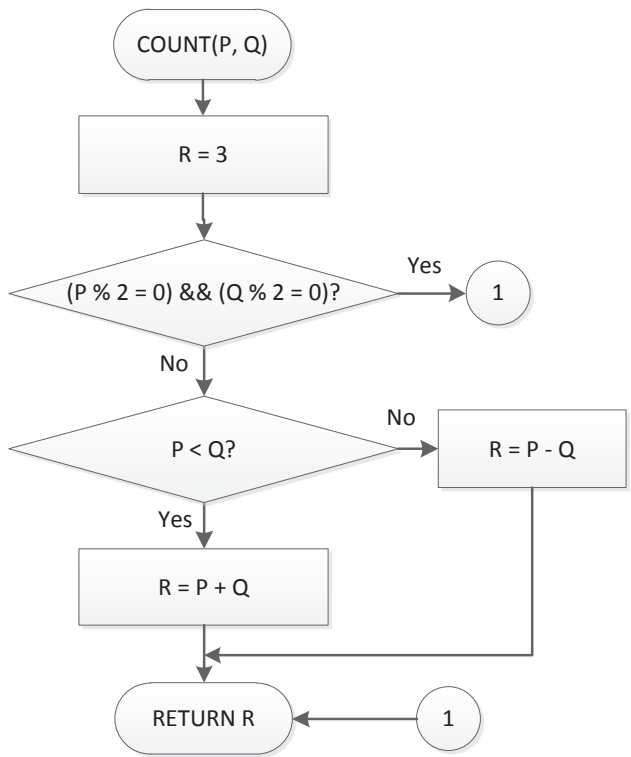 COUNT(P, Q)
R = 3
(P % 2 = 0) && (Q % 2 = 0)?
Yes
1
No
P < Q?
No
R = P - Q
Yes
R = P + Q
RETURN R
1